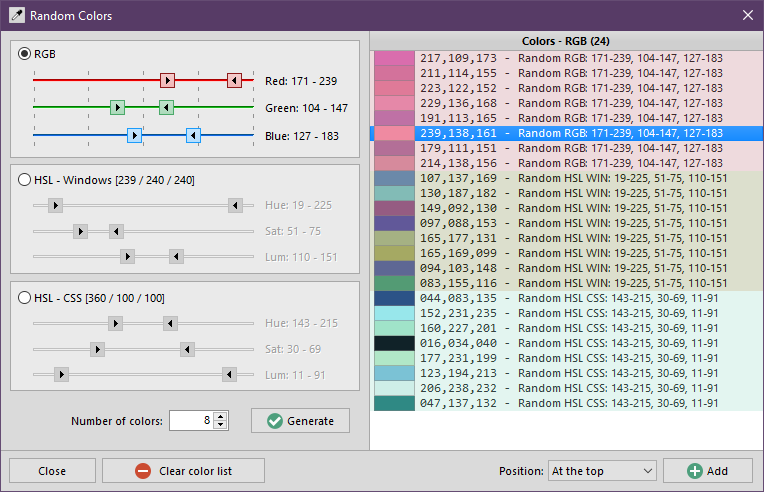 Random Colors
RGB
Red: 171 - 239
Green: 104 - 147
Blue: 127 - 183
HSL - Windows [239 / 240 / 240]
Hue: 19 - 225
Sat: 51 - 75
Lum: 110 - 151
HSL - CSS [360 / 100 / 100]
Hue: 143 - 215
Sat: 30 - 69
Lum: 11 - 91
Number of colors: 8 Generate
Colors - RGB (24)
217,109,173 - Random RGB: 171-239, 104-147, 127-183
211,114,155 - Random RGB: 171-239, 104-147, 127-183
223,122,152 - Random RGB: 171-239, 104-147, 127-183
229,136,168 - Random RGB: 171-239, 104-147, 127-183
191,113,165 - Random RGB: 171-239, 104-147, 127-183
239,138,161 - Random RGB: 171-239, 104-147, 127-183
179,111,151 - Random RGB: 171-239, 104-147, 127-183
214,138,156 - Random RGB: 171-239, 104-147, 127-183
107,137,169 - Random HSL WIN: 19-225, 51-75, 110-151
130,187,182 - Random HSL WIN: 19-225, 51-75, 110-151
149,092,130 - Random HSL WIN: 19-225, 51-75, 110-151
097,088,153 - Random HSL WIN: 19-225, 51-75, 110-151
165,177,131 - Random HSL WIN: 19-225, 51-75, 110-151
165,169,099 - Random HSL WIN: 19-225, 51-75, 110-151
094,103,148 - Random HSL WIN: 19-225, 51-75, 110-151
083,155,116 - Random HSL WIN: 19-225, 51-75, 110-151
044,083,135 - Random HSL CSS: 143-215, 30-69, 11-91
152,231,235 - Random HSL CSS: 143-215, 30-69, 11-91
160,227,201 - Random HSL CSS: 143-215, 30-69, 11-91
016,034,040 - Random HSL CSS: 143-215, 30-69, 11-91
177,231,199 - Random HSL CSS: 143-215, 30-69, 11-91
123,194,213 - Random HSL CSS: 143-215, 30-69, 11-91
206,238,232 - Random HSL CSS: 143-215, 30-69, 11-91
047,137,132 - Random HSL CSS: 143-215, 30-69, 11-91
Close Clear color list Position: At the top Add